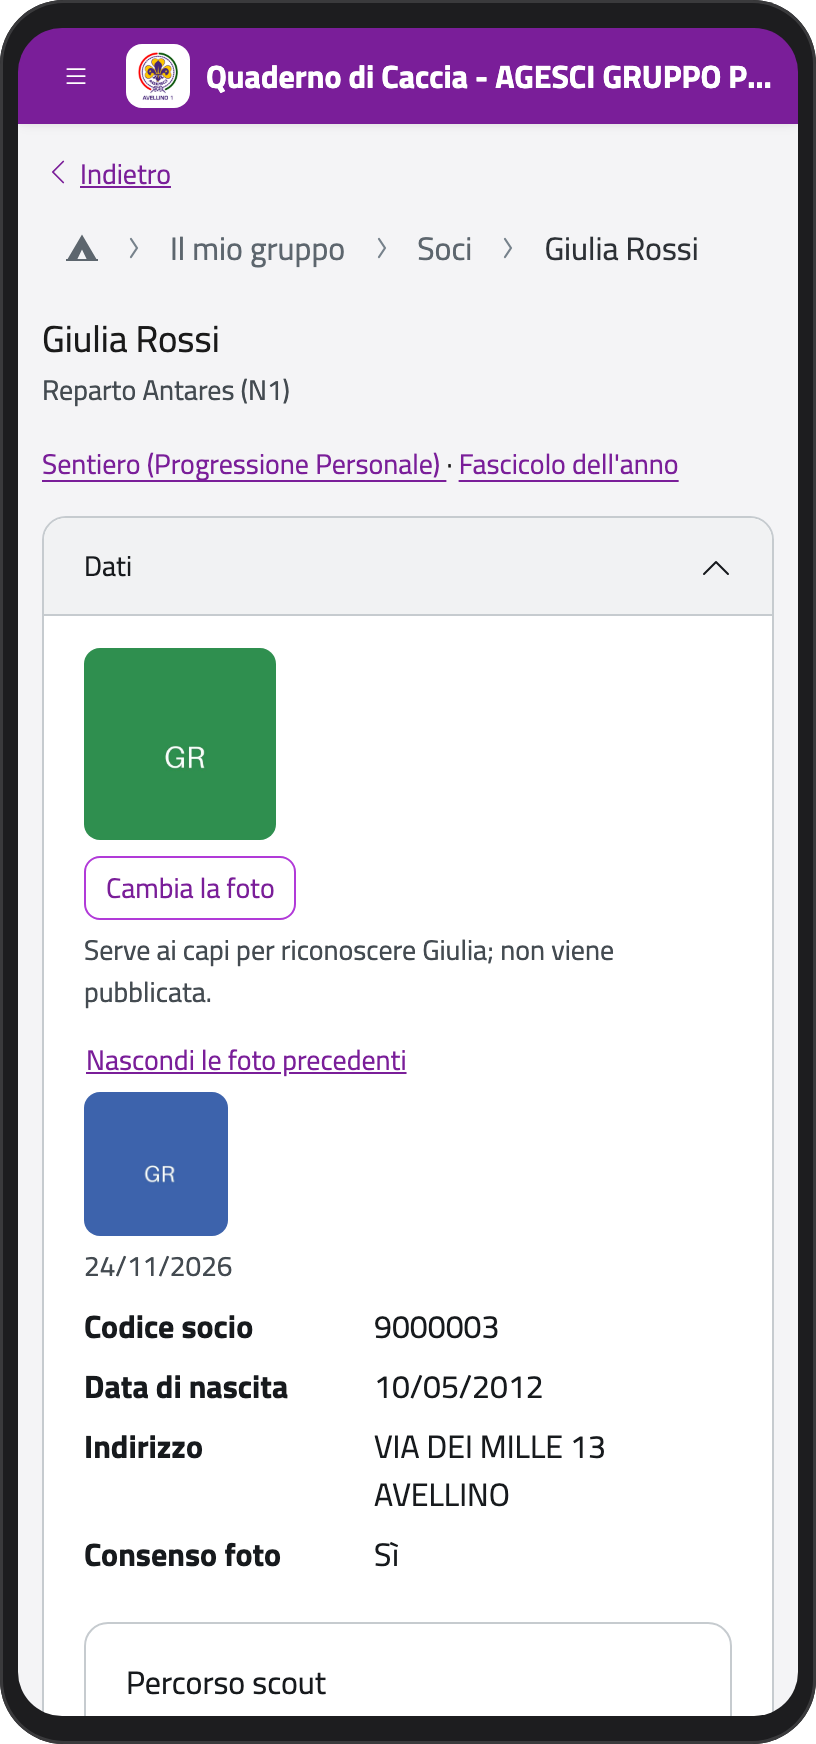 AVELLINO 1
Quaderno di Caccia - AGESCI GRUPPO P...
Indietro
Il mio gruppo
Soci
Giulia Rossi
Giulia Rossi
Reparto Antares (N1)
Sentiero (Progressione Personale) · Fascicolo dell'anno
Dati
GR
Cambia la foto
Serve ai capi per riconoscere Giulia; non viene
pubblicata.
Nascondi le foto precedenti
GR
24/11/2026
Codice socio 9000003
Data di nascita 10/05/2012
Indirizzo VIA DEI MILLE 13
AVELLINO
Consenso foto Sì
Percorso scout